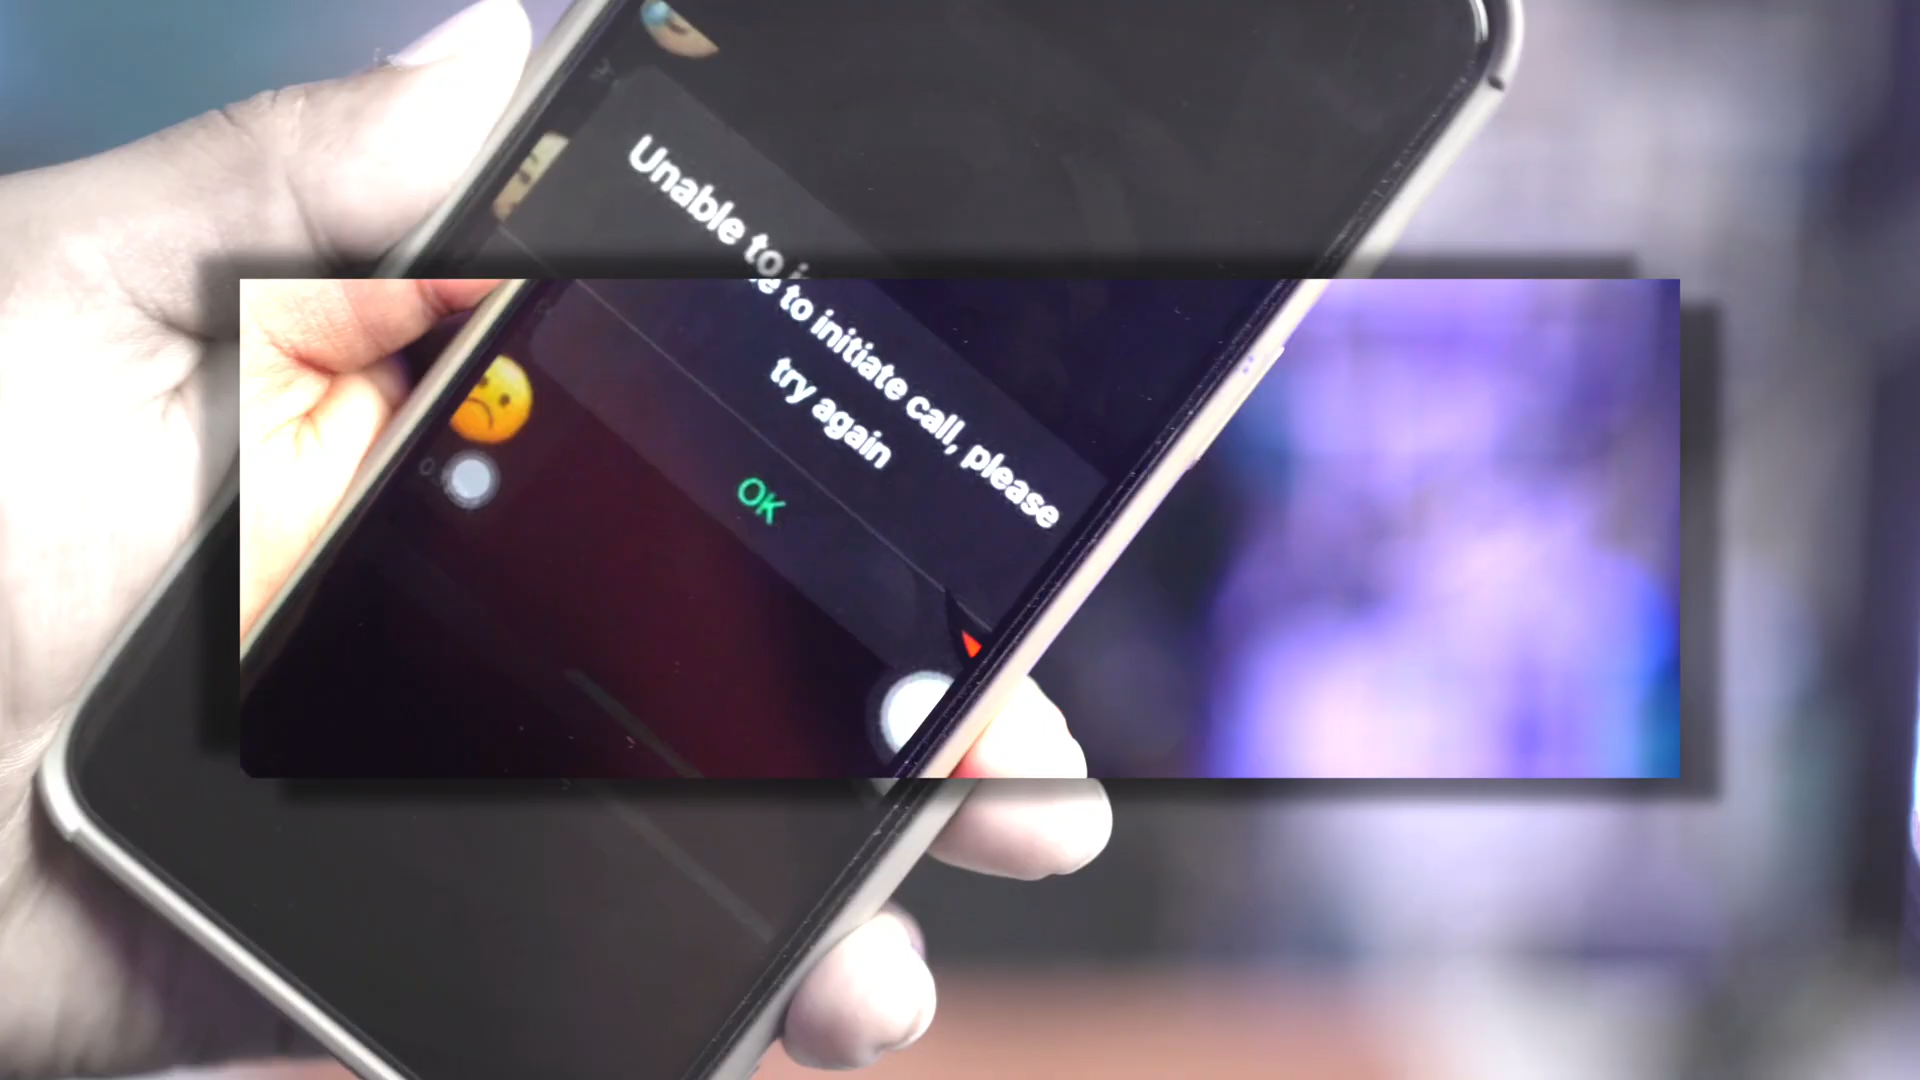 Unable to i
e to initiate call, please
try again
OK